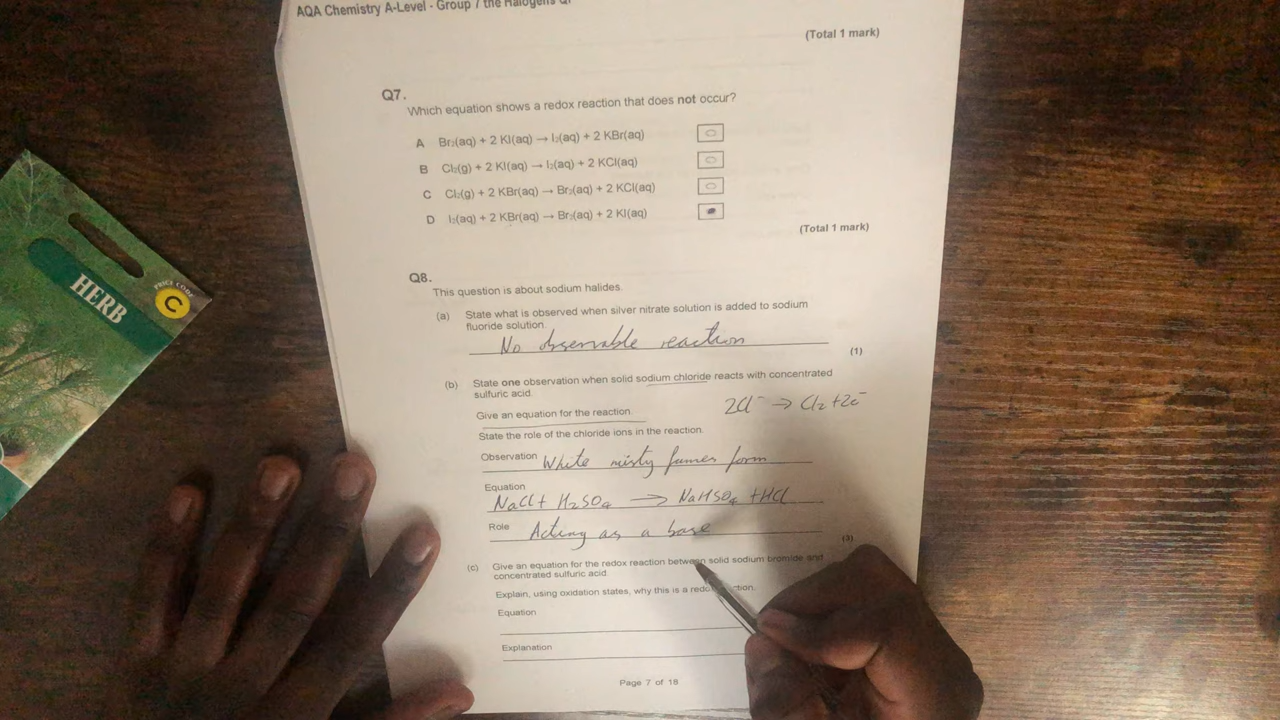 AQA Chemistry A-Level - Group 7 the Halogens
(Total 1 mark)
Q7.
Which equation shows a redox reaction that does not occur?
A Br₂(aq) + 2 KI(aq) → I₂(aq) + 2 KBr(aq)
B Cl₂(g) + 2 KI(aq) → I₂(aq) + 2 KCl(aq)
C Cl₂(g) + 2 KBr(aq) → Br₂(aq) + 2 KCl(aq)
D I₂(aq) + 2 KBr(aq) → Br₂(aq) + 2 KI(aq)
(Total 1 mark)
Q8.
This question is about sodium halides.
(a) State what is observed when silver nitrate solution is added to sodium
fluoride solution.
No observable reaction
(1)
(b) State one observation when solid sodium chloride reacts with concentrated
sulfuric acid.
Give an equation for the reaction.
2Cl⁻ → Cl₂ + 2e⁻
State the role of the chloride ions in the reaction.
Observation White misty fumes form
Equation
NaCl + H₂SO₄ → NaHSO₄ + HCl
Role Acting as a base
(3)
(c) Give an equation for the redox reaction between solid sodium bromide and
concentrated sulfuric acid.
Explain, using oxidation states, why this is a
Equation
Explanation
Page 7 of 18
HERB
PRICE CODE
C